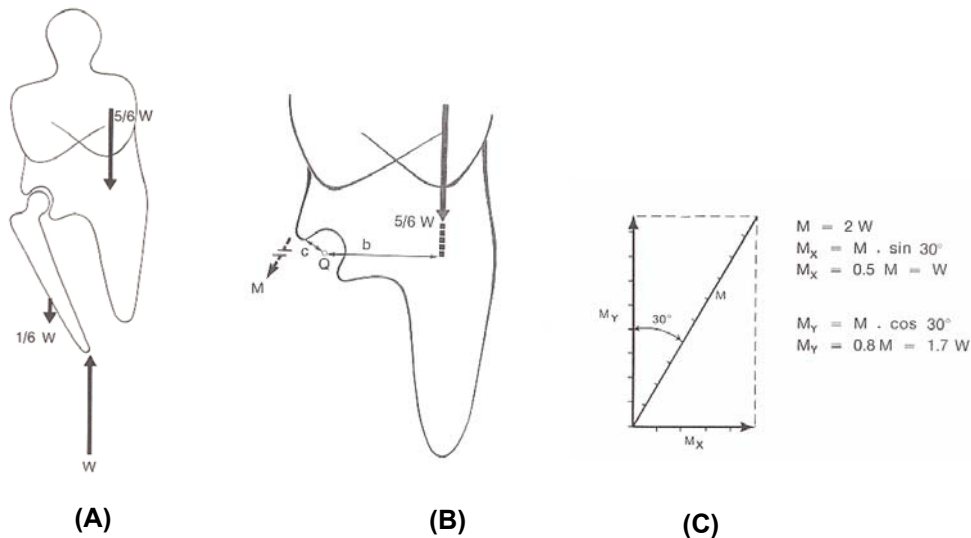 5/6 W
1/6 W
W
(A)
5/6 W
b
c
Q
M
(B)
30°
M
M_Y
M_X
M = 2 W
M_X = M . sin 30°
M_X = 0.5 M = W
M_Y = M . cos 30°
M_Y = 0.8 M = 1.7 W
(C)